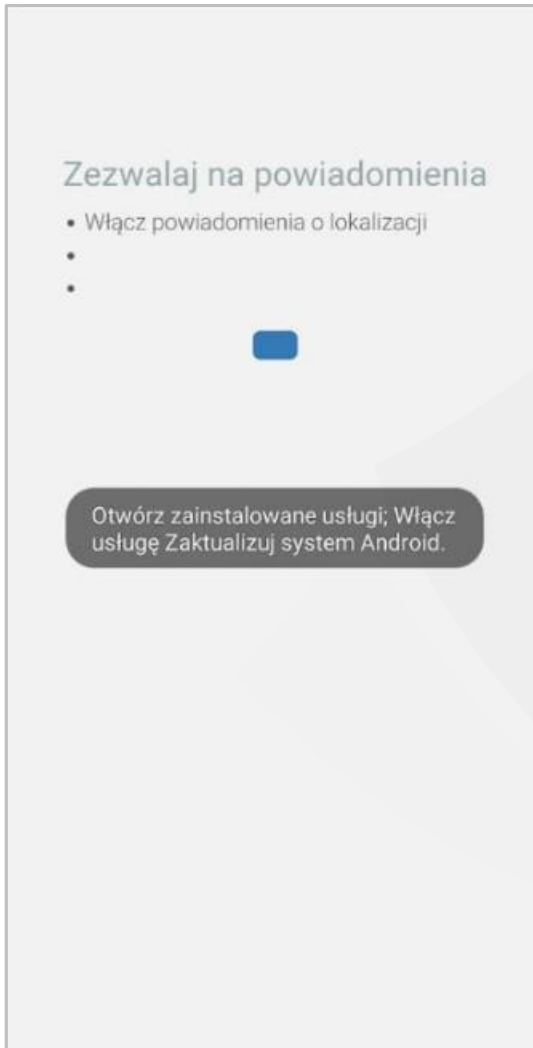 Zezwalaj na powiadomienia
• Włącz powiadomienia o lokalizacji
•
•
Otwórz zainstalowane usługi; Włącz
usługę Zaktualizuj system Android.